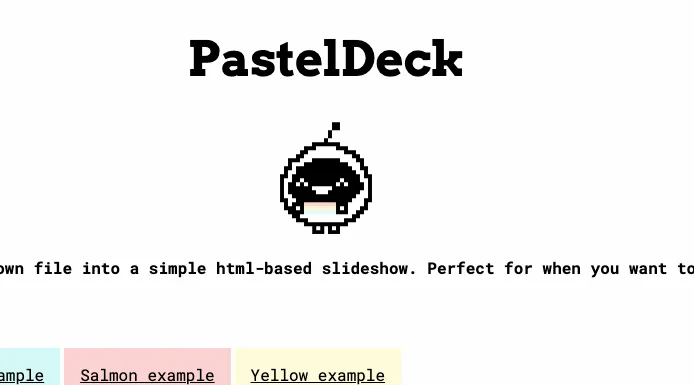 PastelDeck
own file into a simple html-based slideshow. Perfect for when you want to
ample Salmon example Yellow example